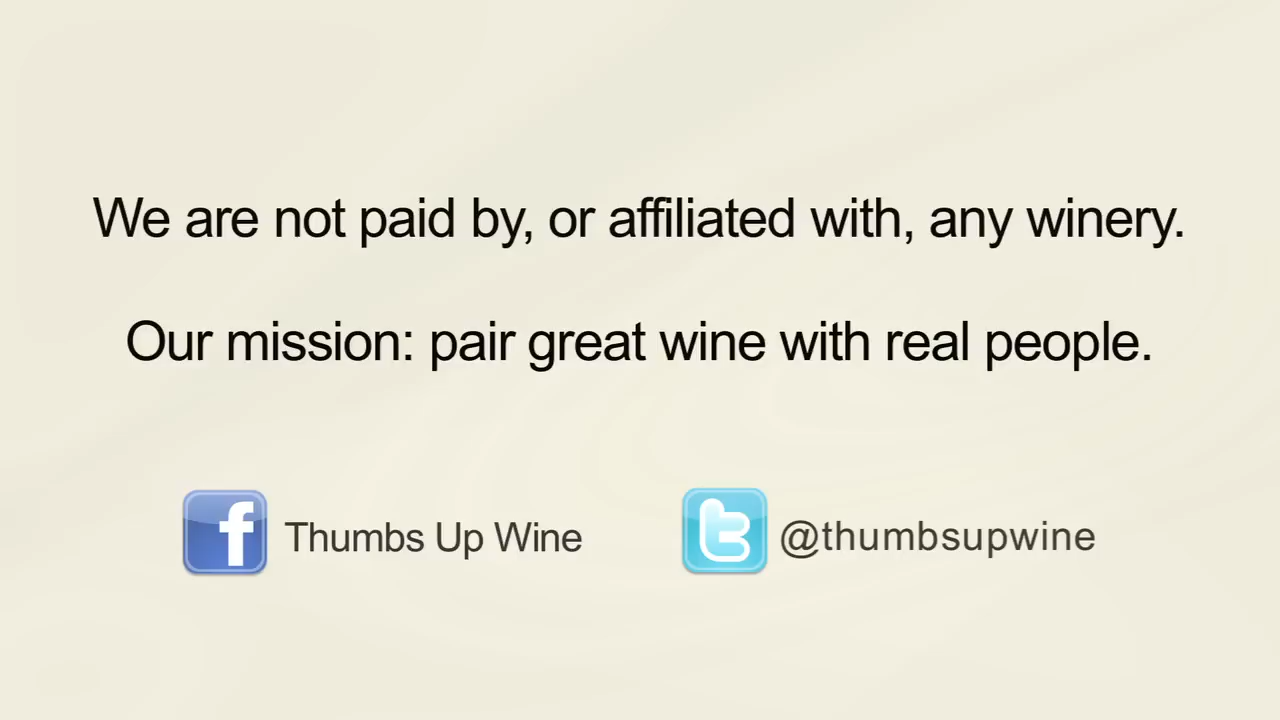 We are not paid by, or affiliated with, any winery.
Our mission: pair great wine with real people.
f Thumbs Up Wine
t @thumbsupwine